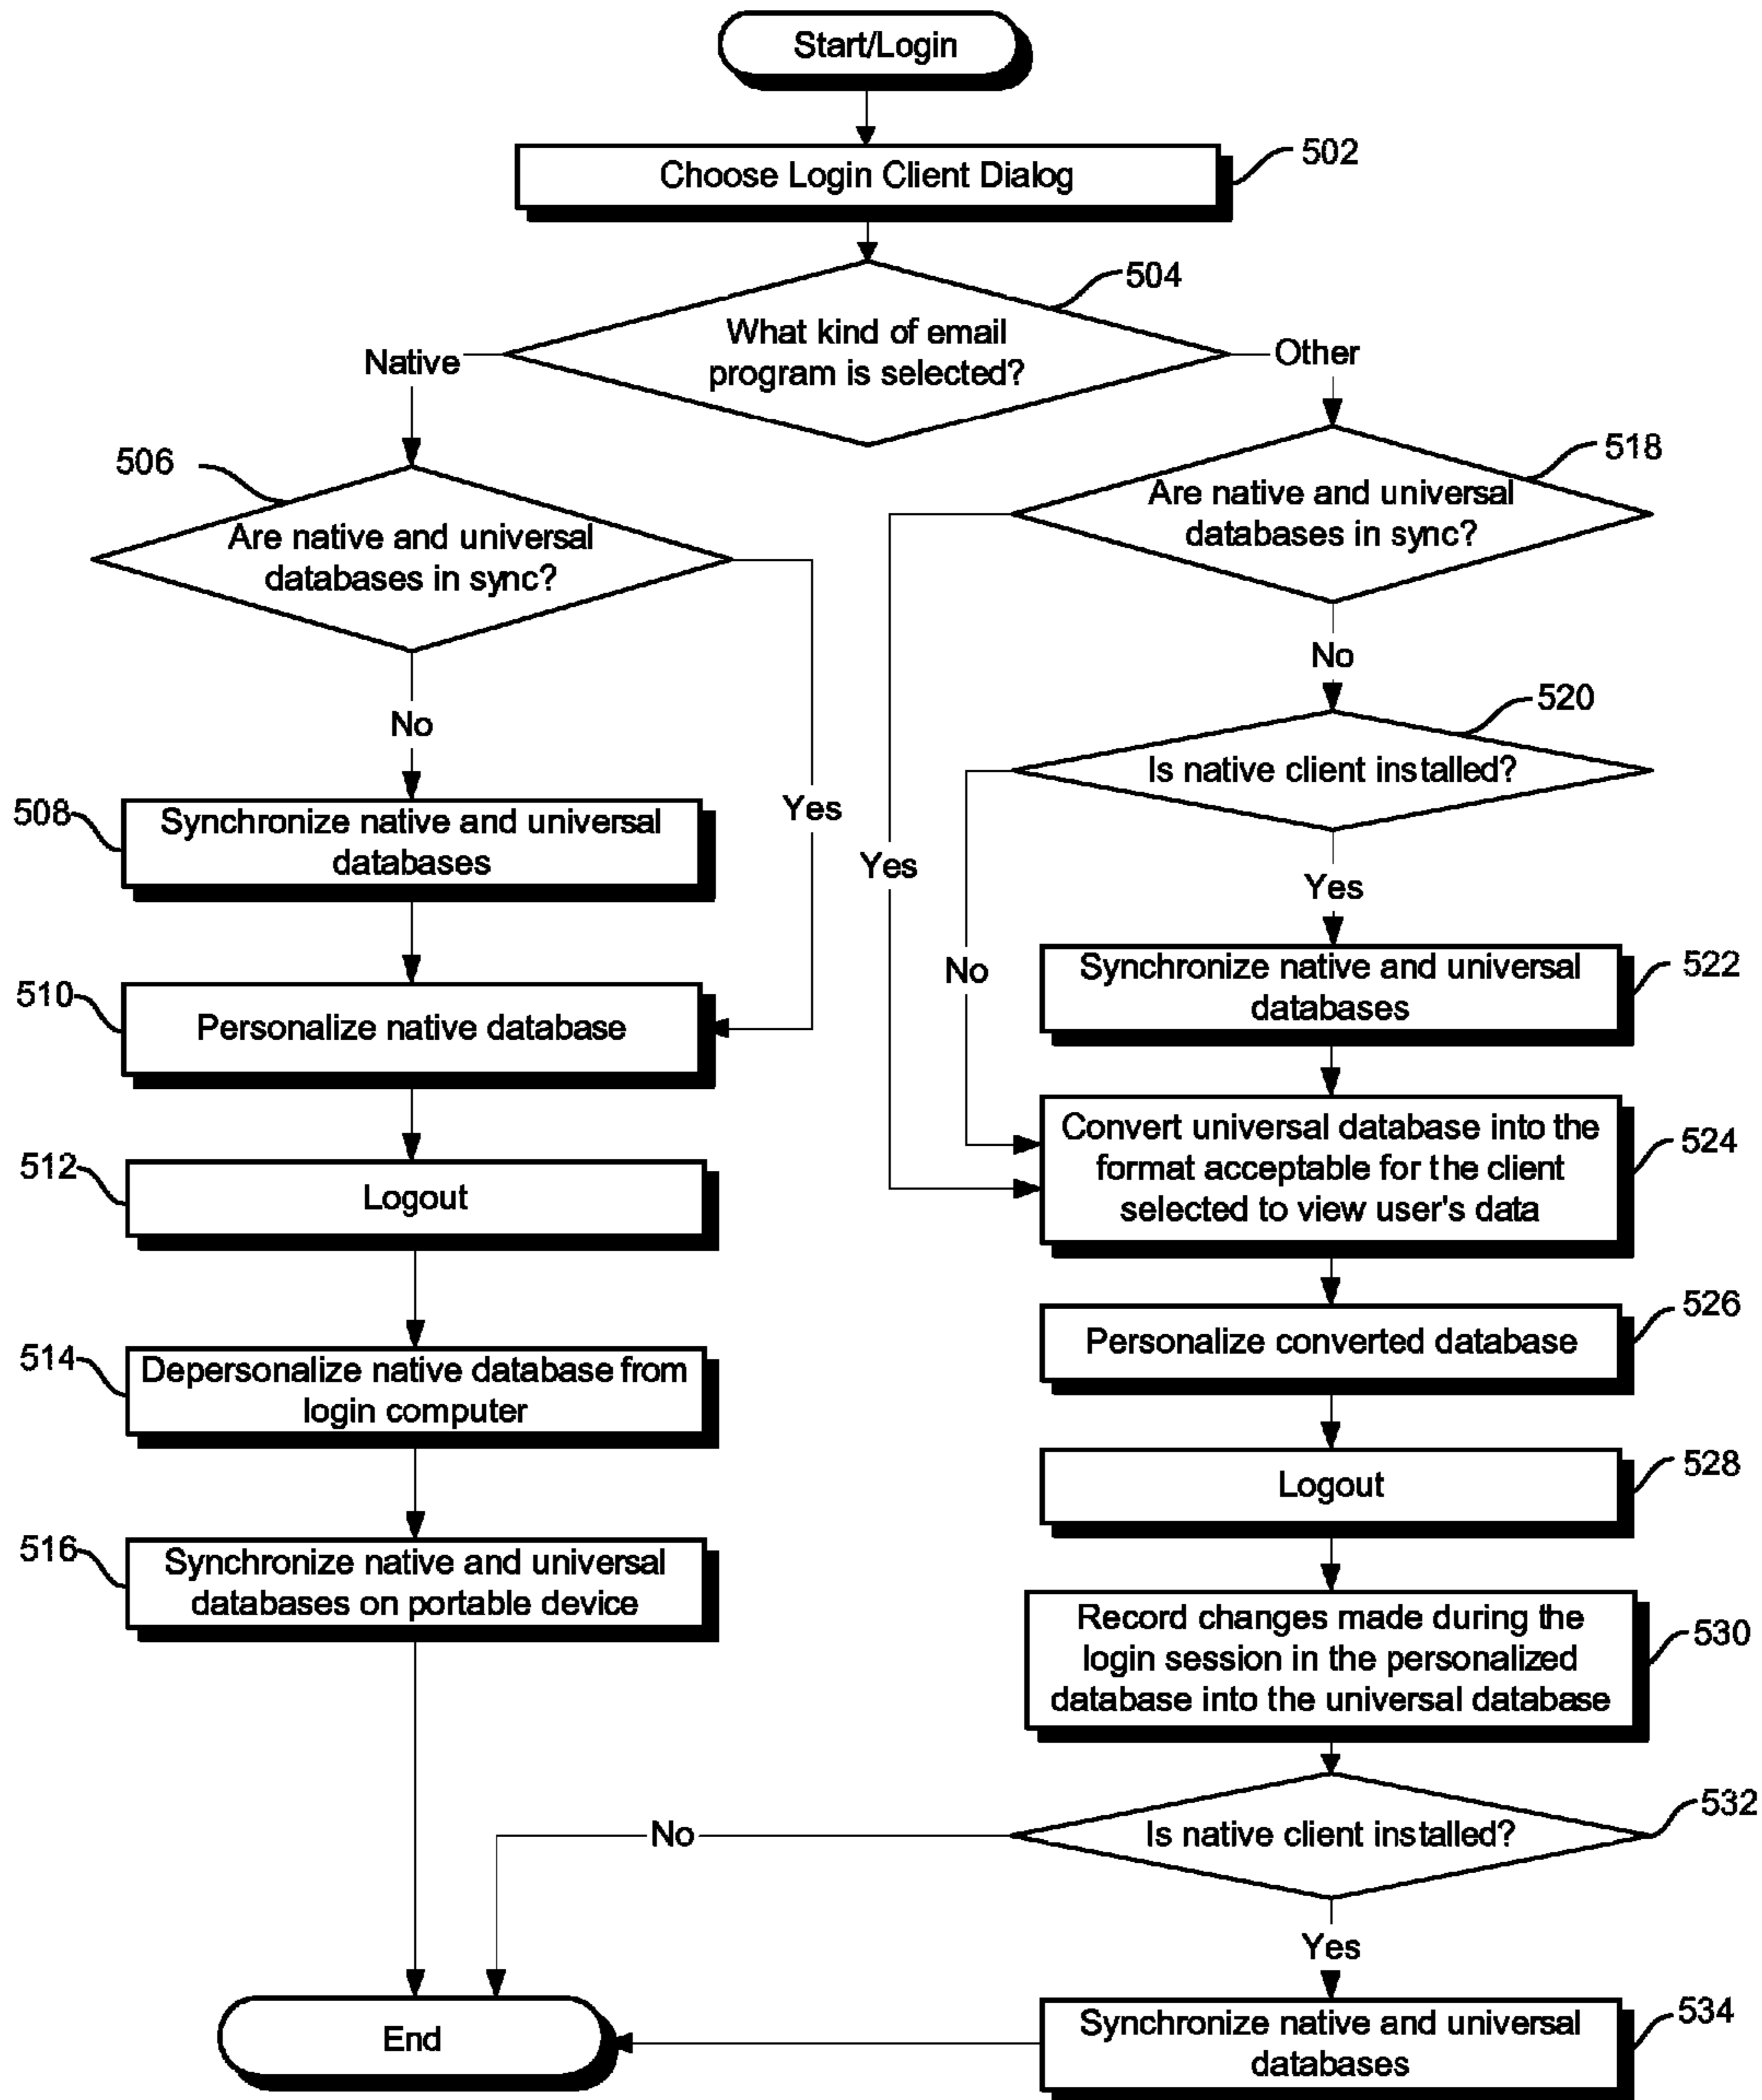 Start/Login
Choose Login Client Dialog
502
504
What kind of email
program is selected?
Native
Other
506
Are native and universal
databases in sync?
518
Are native and universal
databases in sync?
No
Yes
No
Yes
520
Is native client installed?
No
Yes
508
Synchronize native and universal
databases
510
Personalize native database
512
Logout
514
Depersonalize native database from
login computer
516
Synchronize native and universal
databases on portable device
Synchronize native and universal
databases
522
Convert universal database into the
format acceptable for the client
selected to view user's data
524
Personalize converted database
526
Logout
528
Record changes made during the
login session in the personalized
database into the universal database
530
Is native client installed?
532
No
Yes
Synchronize native and universal
databases
534
End